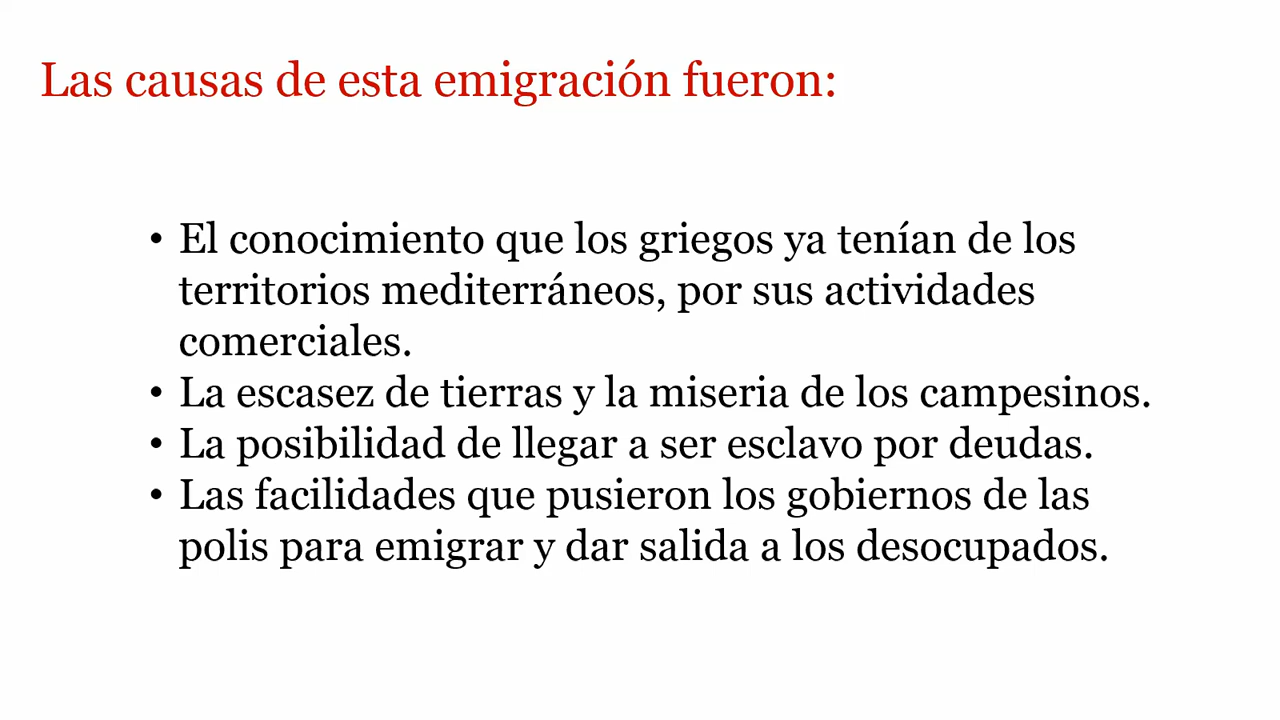 Las causas de esta emigración fueron:
• El conocimiento que los griegos ya tenían de los
territorios mediterráneos, por sus actividades
comerciales.
• La escasez de tierras y la miseria de los campesinos.
• La posibilidad de llegar a ser esclavo por deudas.
• Las facilidades que pusieron los gobiernos de las
polis para emigrar y dar salida a los desocupados.